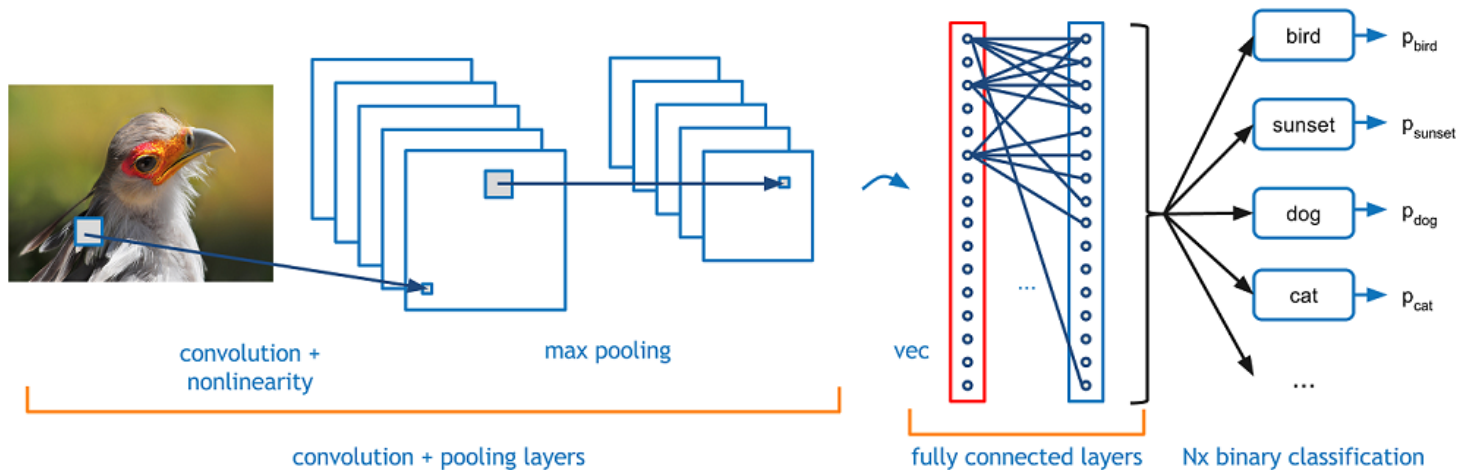 convolution +
nonlinearity
max pooling
convolution + pooling layers
vec
...
fully connected layers
bird
p_bird
sunset
p_sunset
dog
p_dog
cat
p_cat
...
Nx binary classification